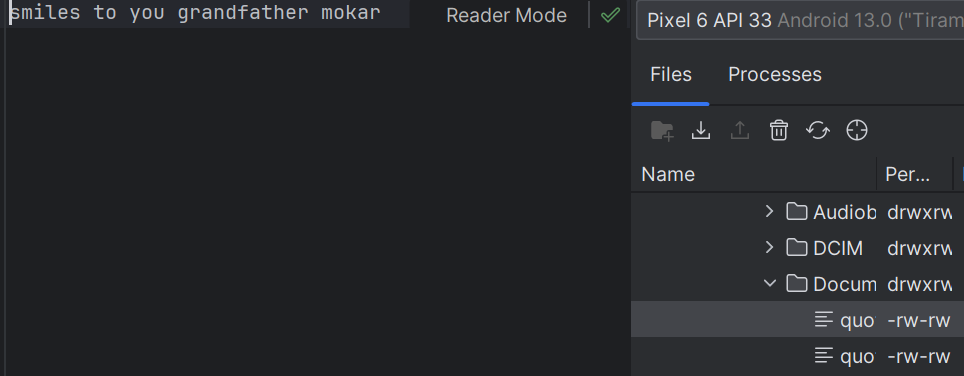 smiles to you grandfather mokar
Reader Mode
Pixel 6 API 33 Android 13.0 ("Tiram
Files Processes
Name Per...
Audiob drwxrw
DCIM drwxrw
Docum drwxrw
quo -rw-rw
quo -rw-rw